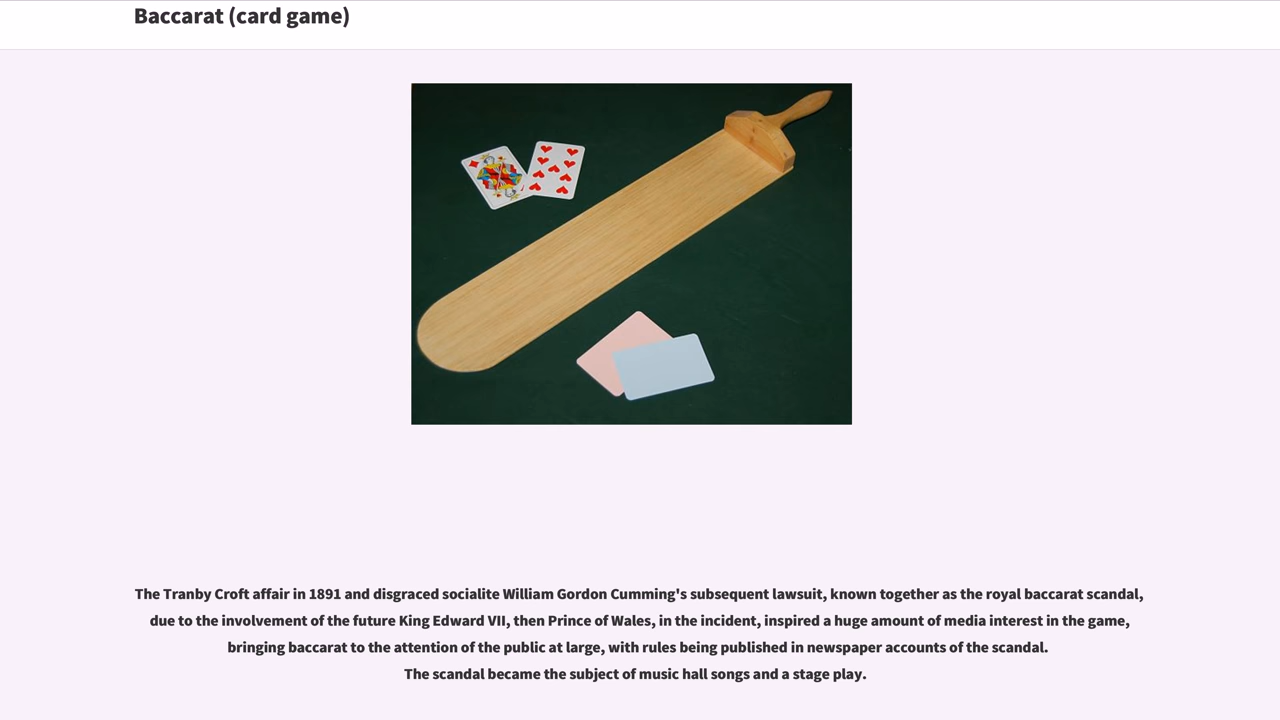 Baccarat (card game)
The Tranby Croft affair in 1891 and disgraced socialite William Gordon Cumming's subsequent lawsuit, known together as the royal baccarat scandal,
due to the involvement of the future King Edward VII, then Prince of Wales, in the incident, inspired a huge amount of media interest in the game,
bringing baccarat to the attention of the public at large, with rules being published in newspaper accounts of the scandal.
The scandal became the subject of music hall songs and a stage play.